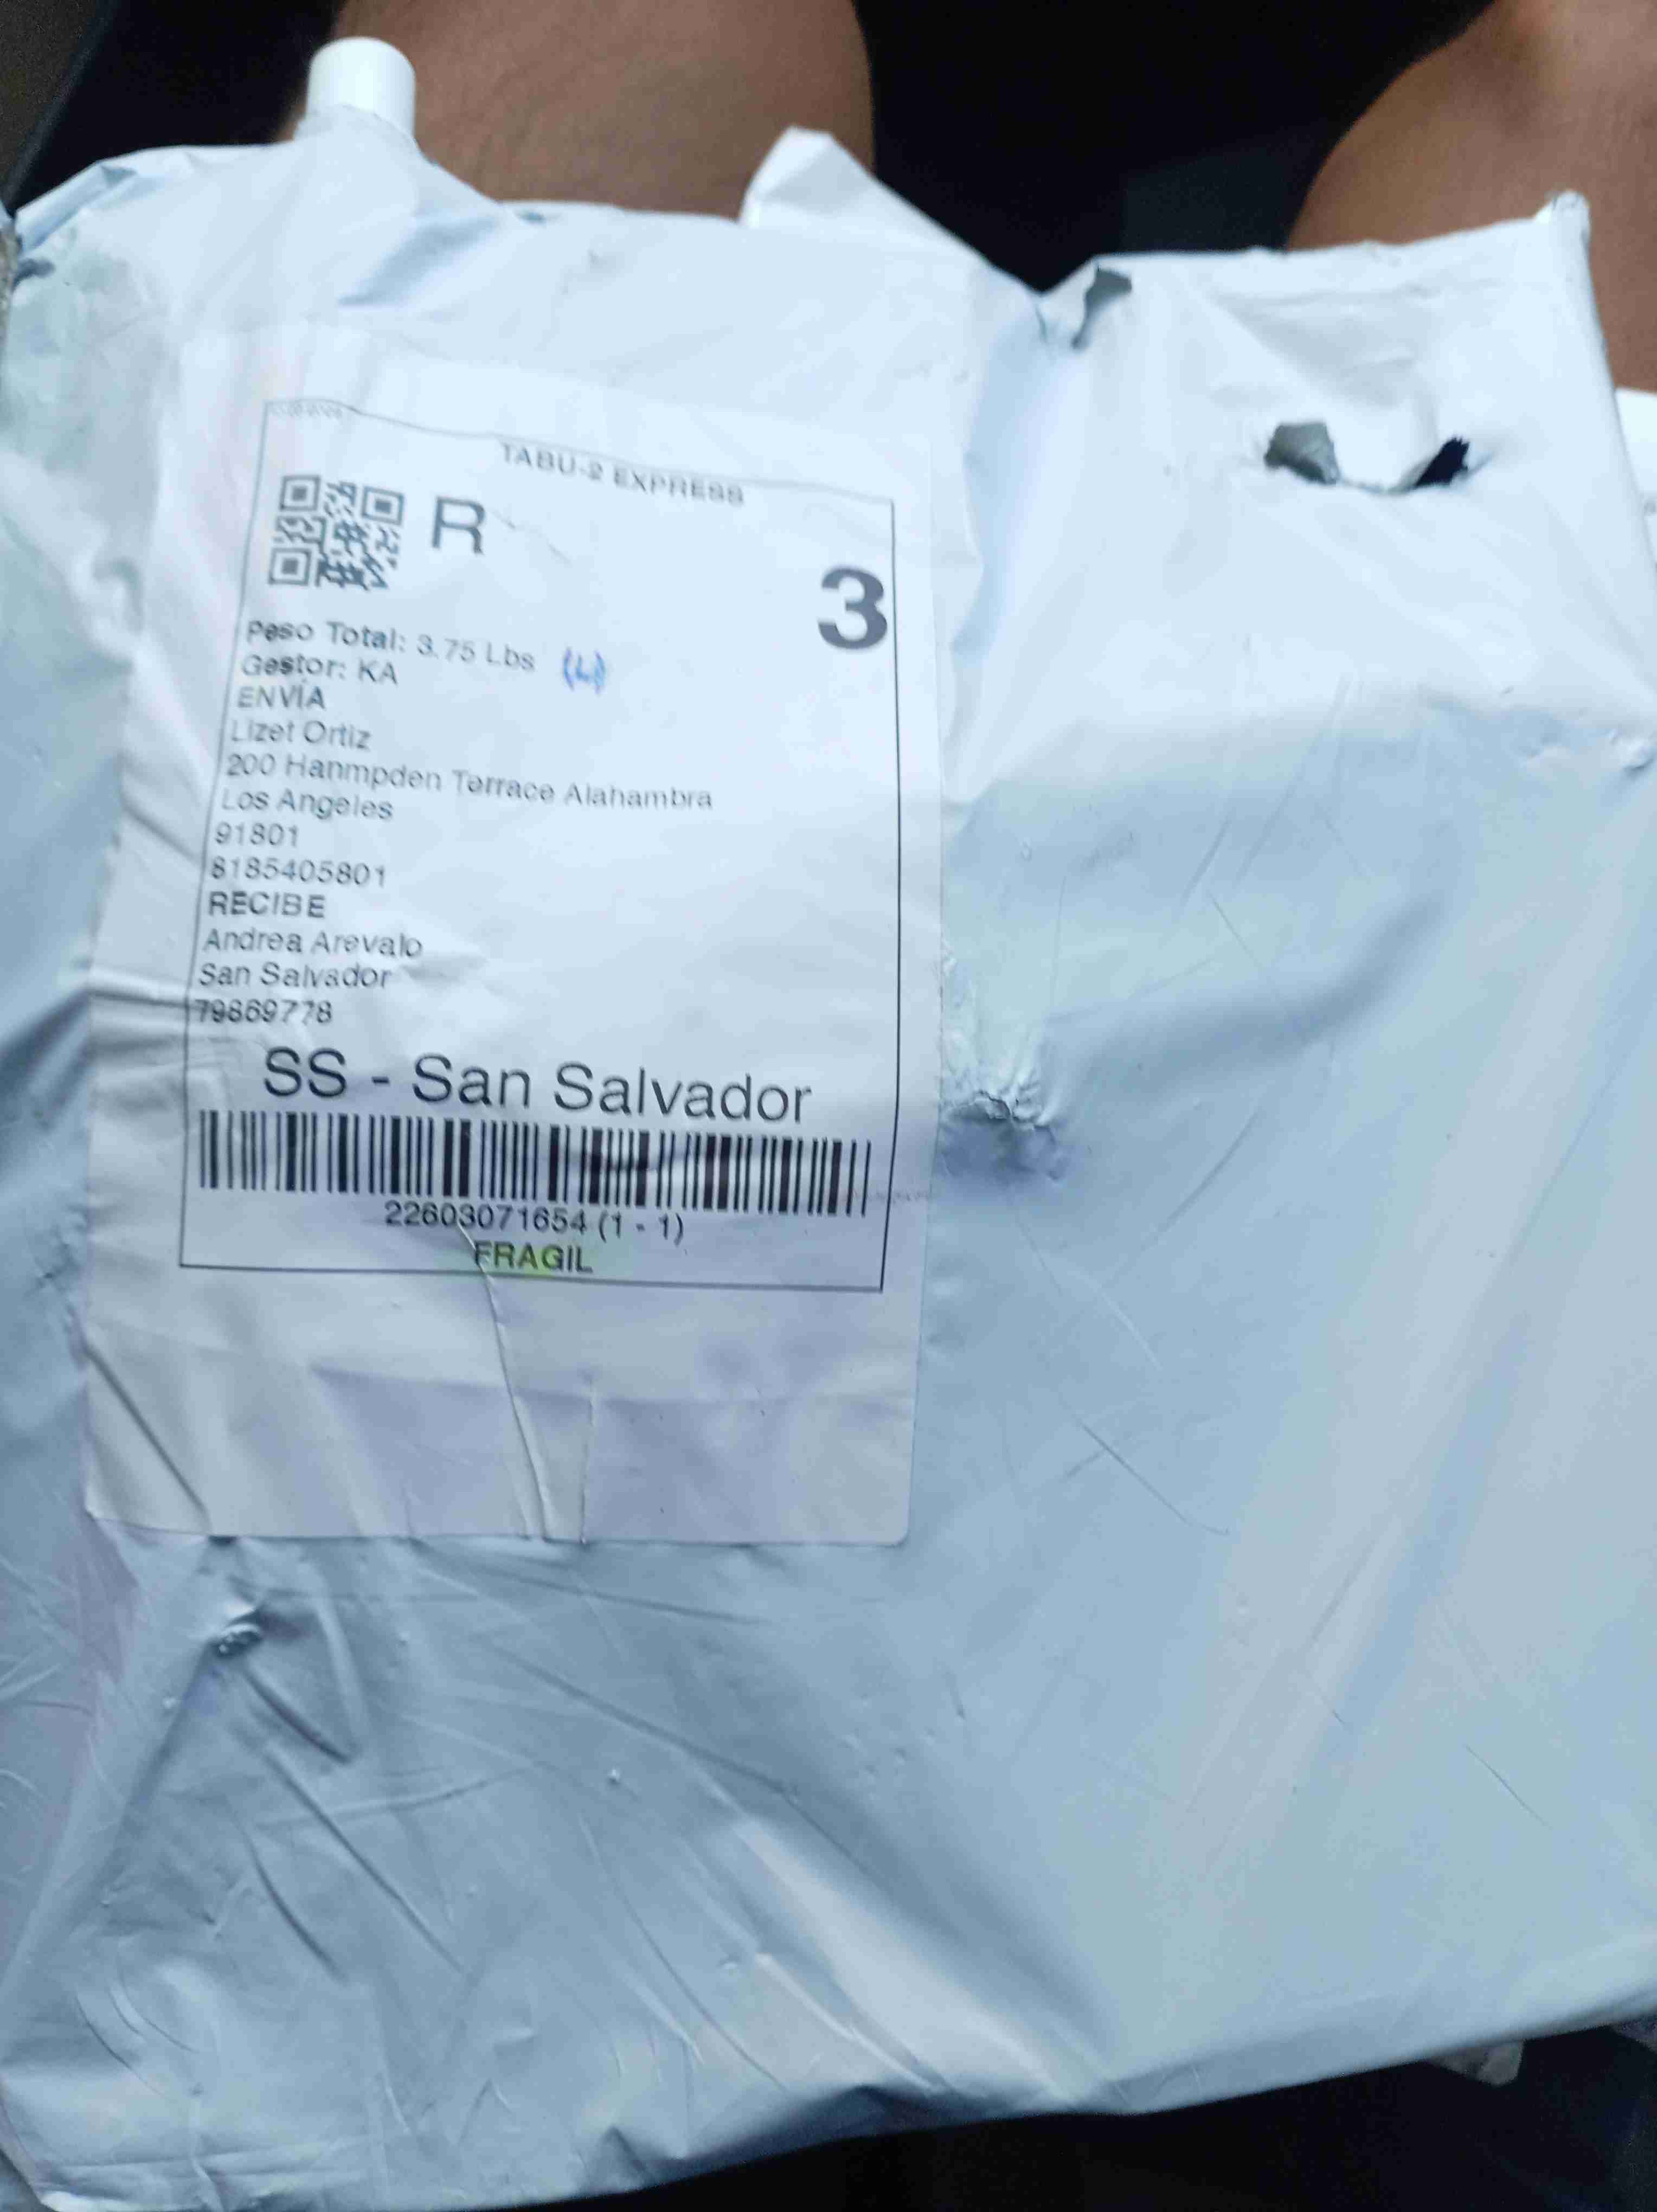 TABU-2 EXPRESS
R
3
Peso Total: 3.75 Lbs (L)
Gestor: KA
ENVÍA
Lizet Ortiz
200 Hanmpden Terrace Alahambra
Los Angeles
91801
8185405801
RECIBE
Andrea Arevalo
San Salvador
79869778
SS - San Salvador
22603071654 (1 - 1)
FRAGIL